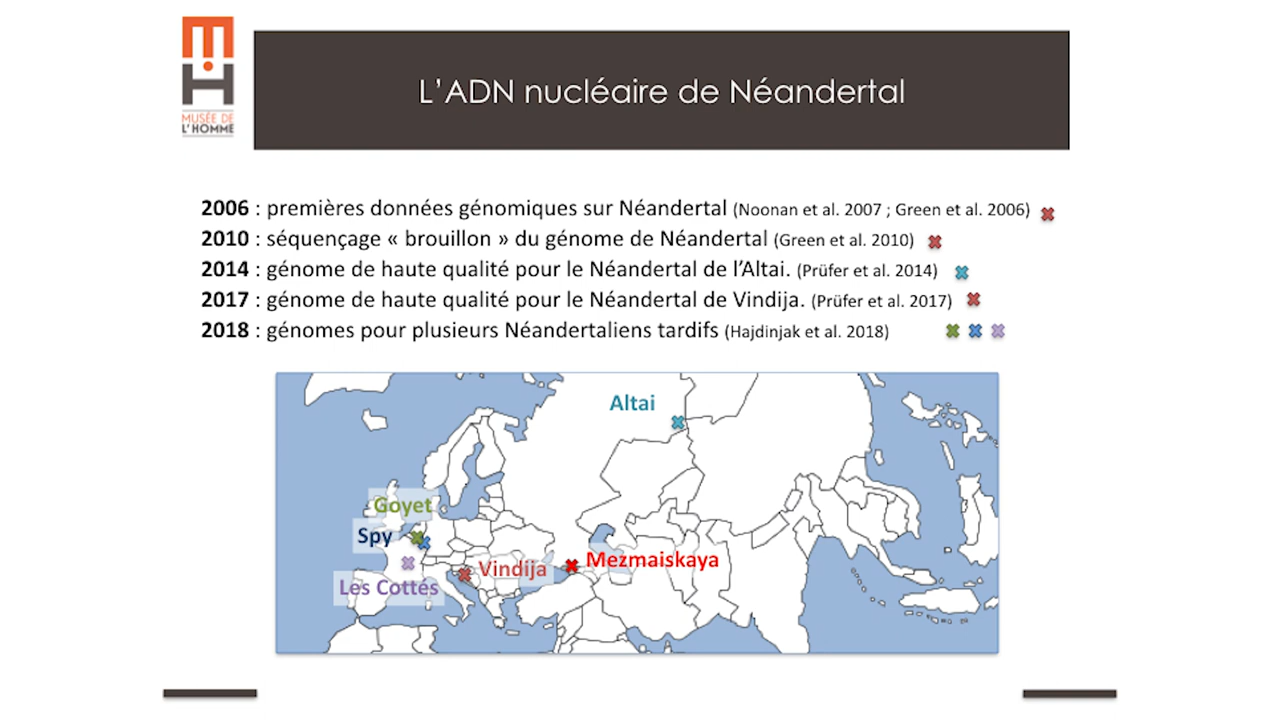 MUSÉE DE
L'HOMME
L'ADN nucléaire de Néandertal
2006 : premières données génomiques sur Néandertal (Noonan et al. 2007 ; Green et al. 2006)
2010 : séquençage « brouillon » du génome de Néandertal (Green et al. 2010)
2014 : génome de haute qualité pour le Néandertal de l'Altai. (Prüfer et al. 2014)
2017 : génome de haute qualité pour le Néandertal de Vindija. (Prüfer et al. 2017)
2018 : génomes pour plusieurs Néandertaliens tardifs (Hajdinjak et al. 2018)
Altai
Goyet
Spy
Mezmaiskaya
Vindija
Les Cottés